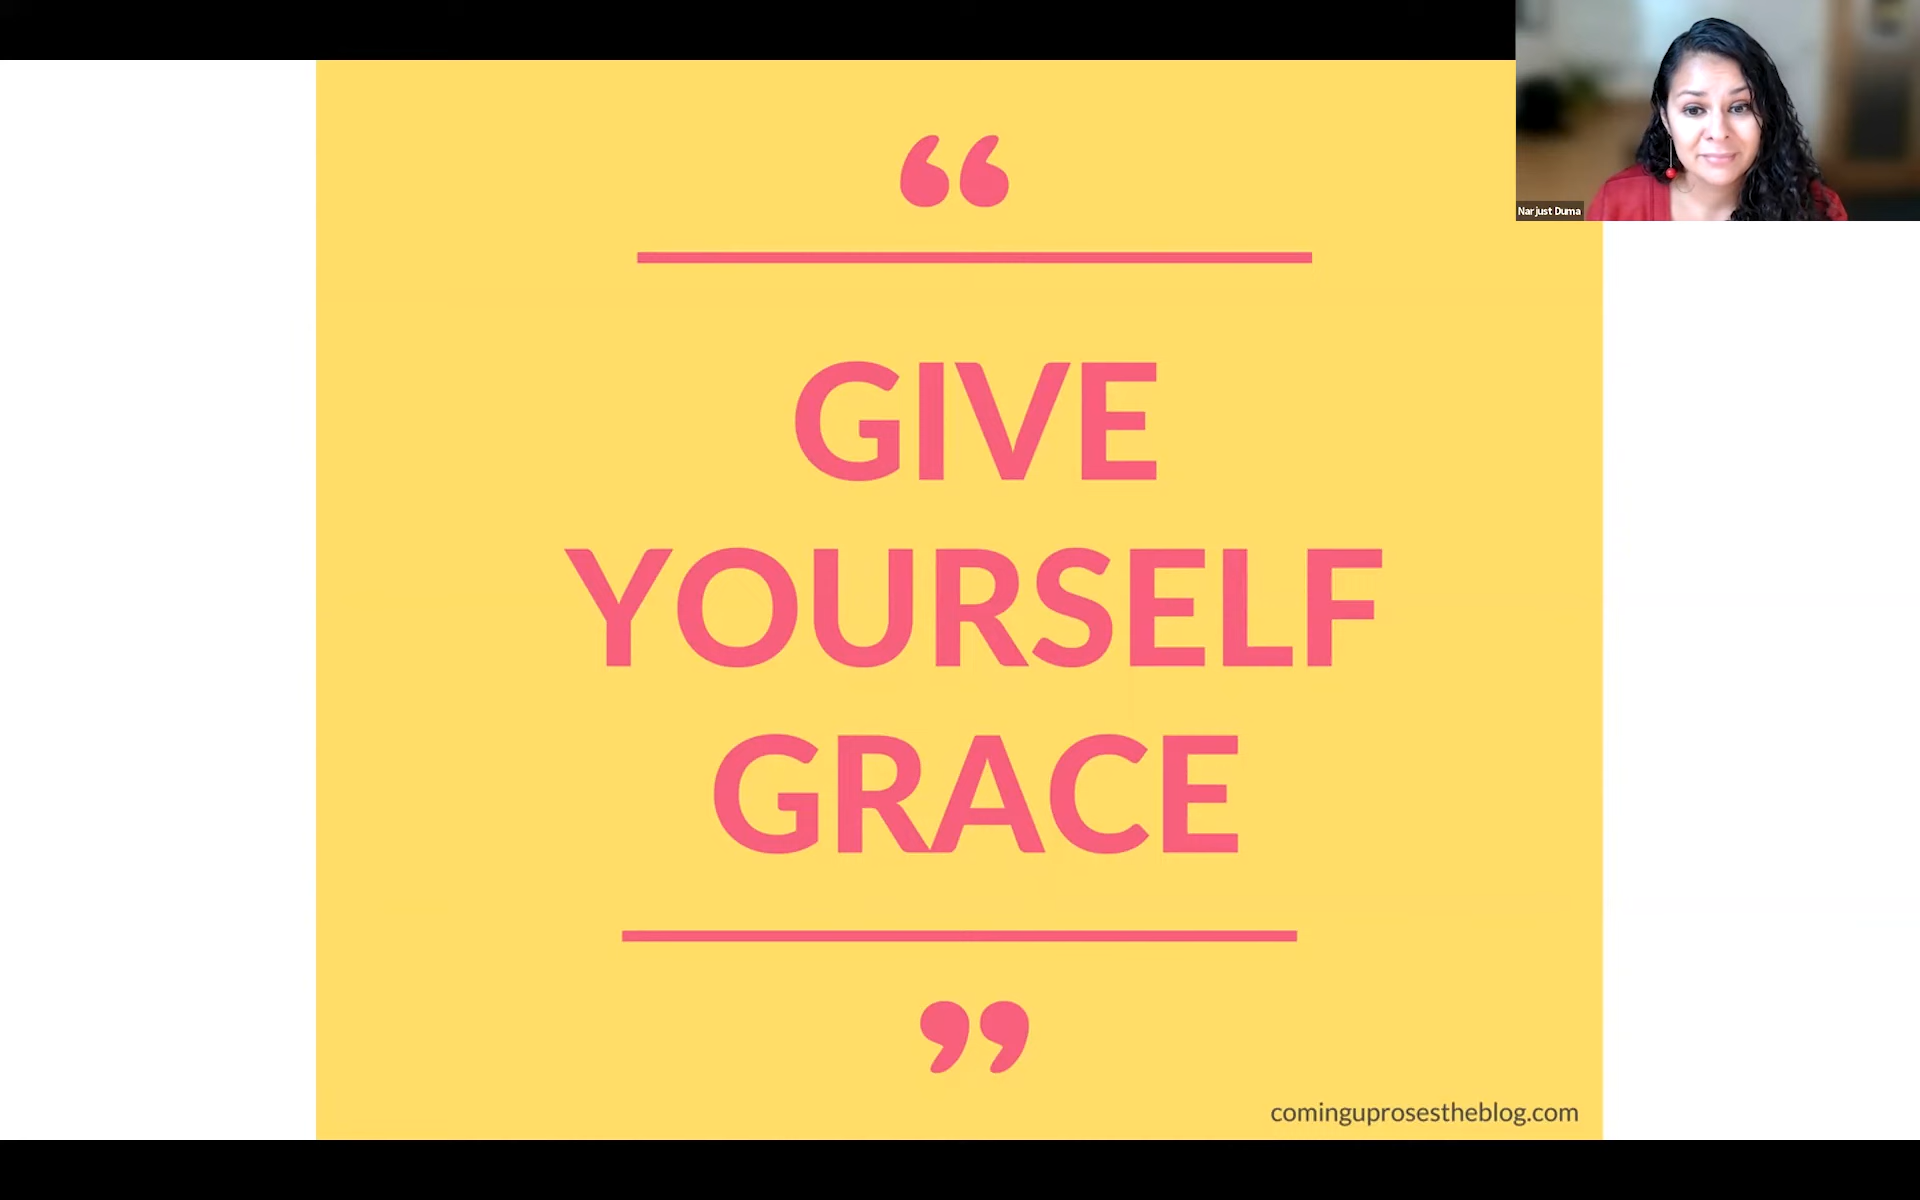 Narjust Duma
“
GIVE
YOURSELF
GRACE
”
cominguprosestheblog.com